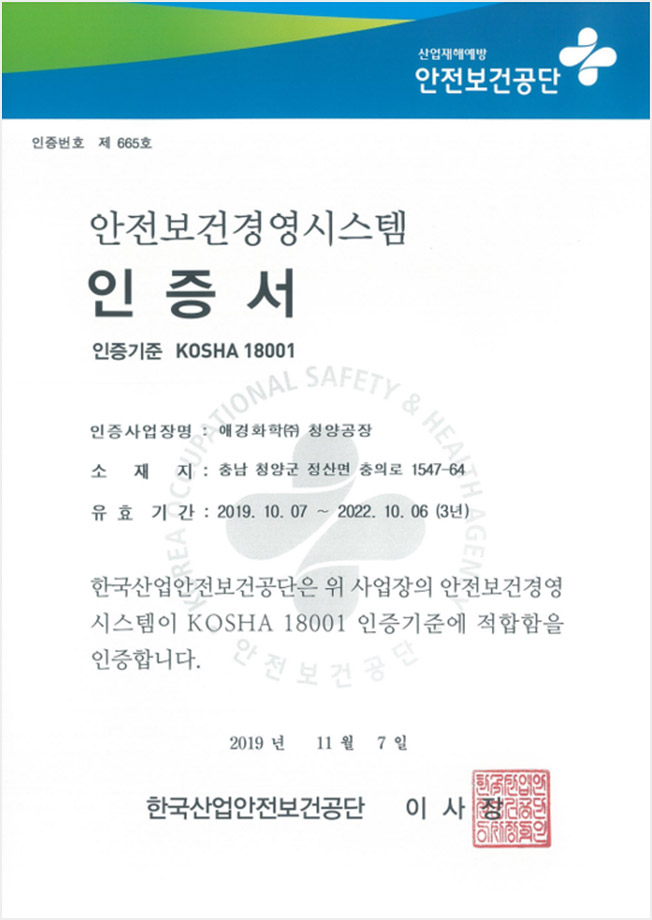 산업재해예방
안전보건공단
인증번호 제 665호
안전보건경영시스템
인 증 서
인증기준 KOSHA 18001
인증사업장명 : 애경화학㈜ 청양공장
소 재 지 : 충남 청양군 정산면 충의로 1547-64
유 효 기 간 : 2019. 10. 07 ~ 2022. 10. 06 (3년)
한국산업안전보건공단은 위 사업장의 안전보건경영
시스템이 KOSHA 18001 인증기준에 적합함을
인증합니다.
KOREA OCCUPATIONAL SAFETY & HEALTH AGENCY
안전보건공단
2019 년 11 월 7 일
한국산업안전보건공단 이 사 장